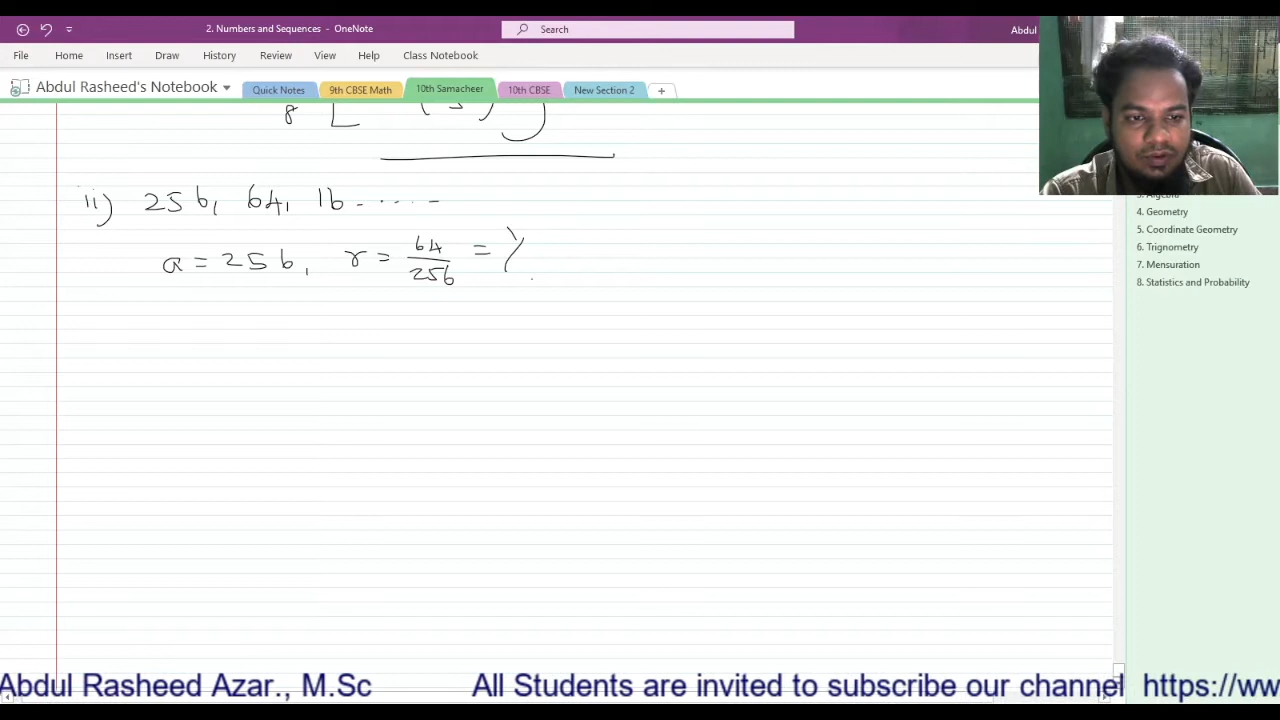 2. Numbers and Sequences - OneNote
Search
Abdul
File Home Insert Draw History Review View Help Class Notebook
Abdul Rasheed's Notebook
Quick Notes 9th CBSE Math 10th Samacheer 10th CBSE New Section 2 +
3. Algebra
4. Geometry
5. Coordinate Geometry
6. Trignometry
7. Mensuration
8. Statistics and Probability
8 [
ii) 256, 64, 16 - ..... -
a = 256, r = 64/256 =
Abdul Rasheed Azar., M.Sc All Students are invited to subscribe our channel https://ww